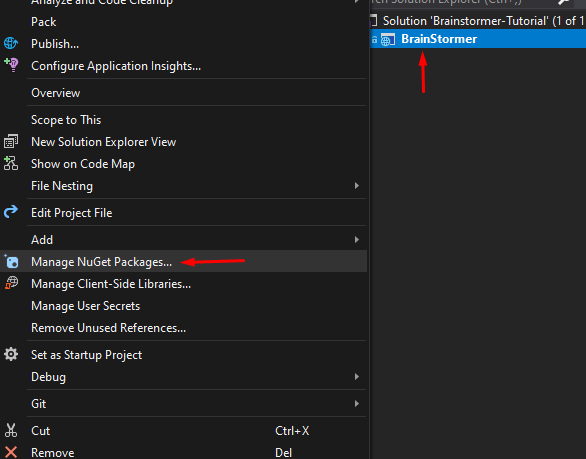 Analyze and Code Cleanup
Pack
Publish...
Configure Application Insights...
Overview
Scope to This
New Solution Explorer View
Show on Code Map
File Nesting
Edit Project File
Add
Manage NuGet Packages...
Manage Client-Side Libraries...
Manage User Secrets
Remove Unused References...
Set as Startup Project
Debug
Git
Cut Ctrl+X
Remove Del
Solution Explorer (Ctrl+;)
Solution 'Brainstormer-Tutorial' (1 of 1
BrainStormer